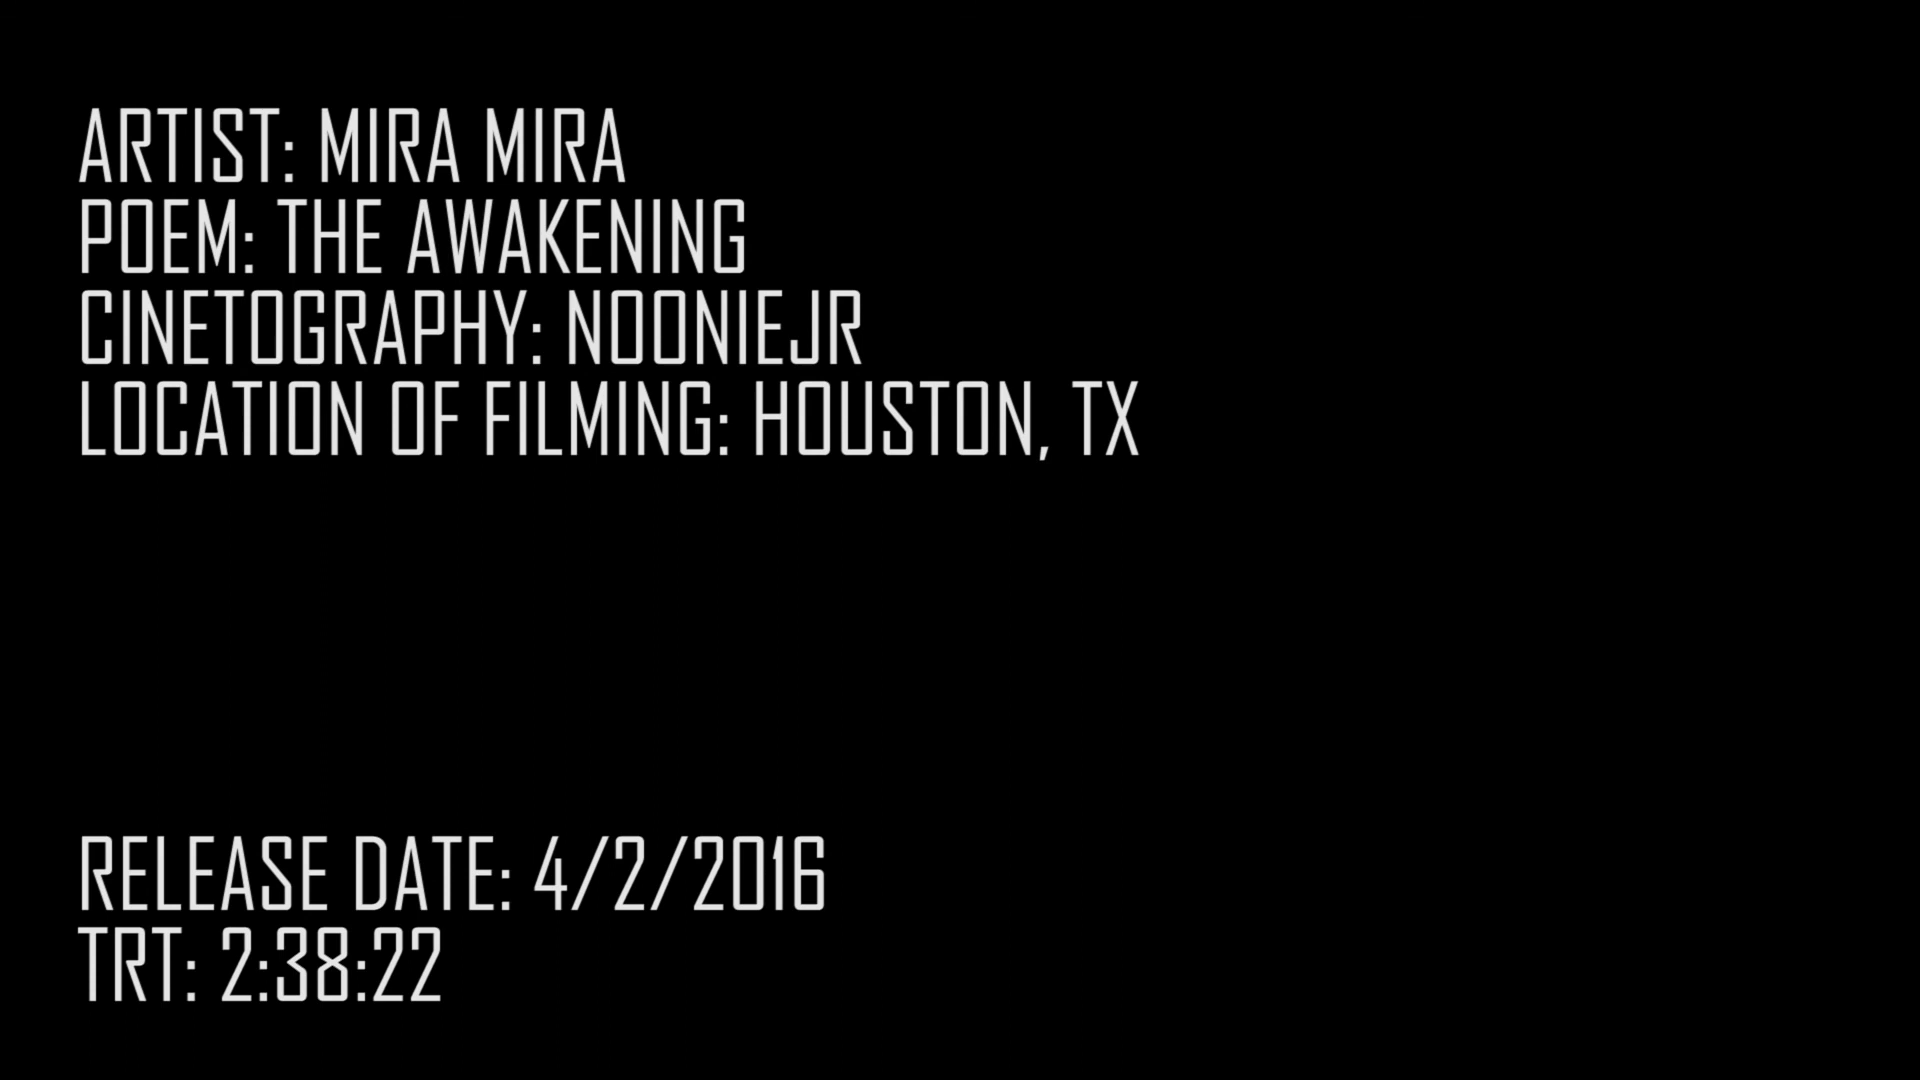 ARTIST: MIRA MIRA
POEM: THE AWAKENING
CINETOGRAPHY: NOONIEJR
LOCATION OF FILMING: HOUSTON, TX
RELEASE DATE: 4/2/2016
TRT: 2:38:22